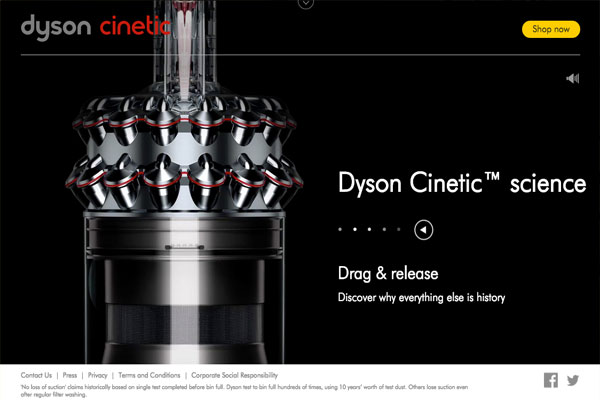 dyson cinetic
Shop now
Dyson Cinetic™ science
Drag & release
Discover why everything else is history
Contact Us | Press | Privacy | Terms and Conditions | Corporate Social Responsibility
'No loss of suction' claims historically based on single test completed before bin full. Dyson test to bin full hundreds of times, using 10 years' worth of test dust. Others lose suction even
after regular filter washing.